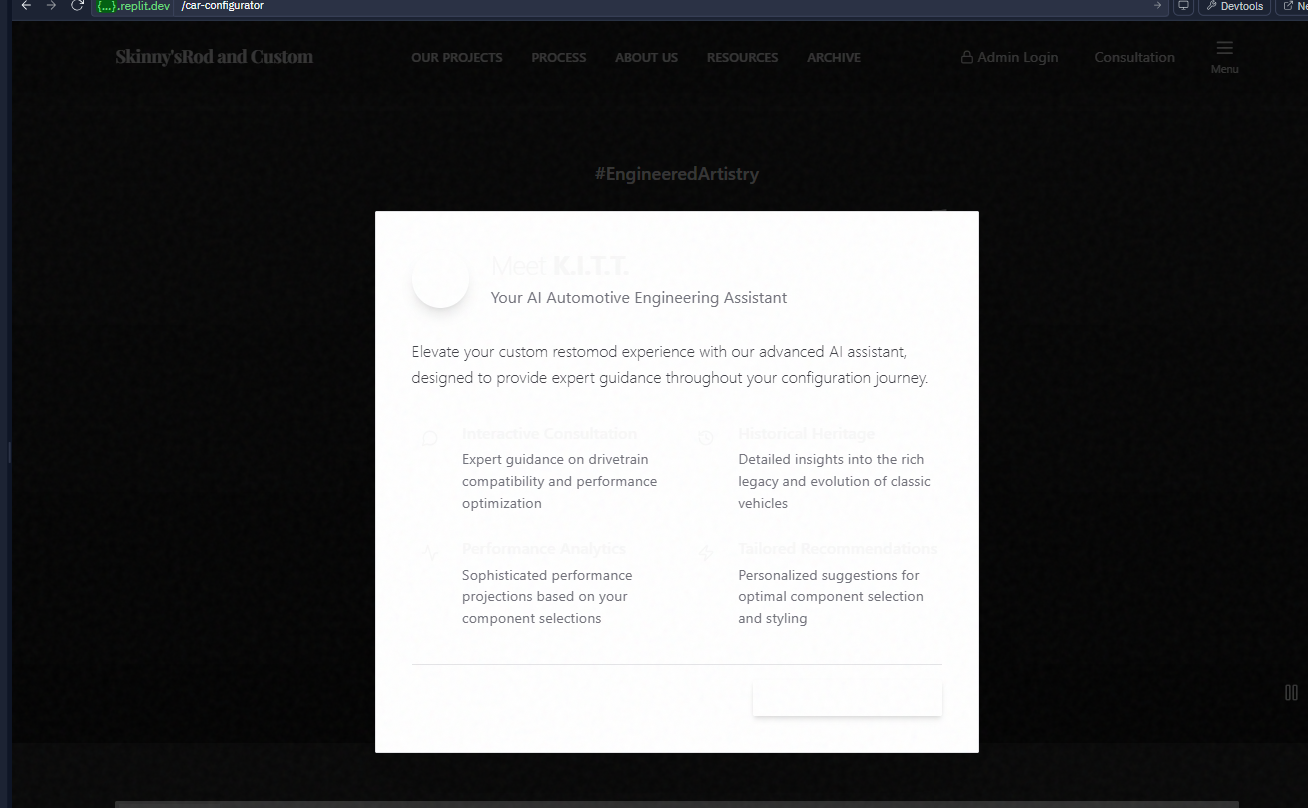 {...}.replit.dev /car-configurator
Devtools
Ne
Skinny'sRod and Custom
OUR PROJECTS
PROCESS
ABOUT US
RESOURCES
ARCHIVE
Admin Login
Consultation
Menu
#EngineeredArtistry
Meet K.I.T.T.
Your AI Automotive Engineering Assistant
Elevate your custom restomod experience with our advanced AI assistant,
designed to provide expert guidance throughout your configuration journey.
Interactive Consultation
Expert guidance on drivetrain
compatibility and performance
optimization
Historical Heritage
Detailed insights into the rich
legacy and evolution of classic
vehicles
Performance Analytics
Sophisticated performance
projections based on your
component selections
Tailored Recommendations
Personalized suggestions for
optimal component selection
and styling